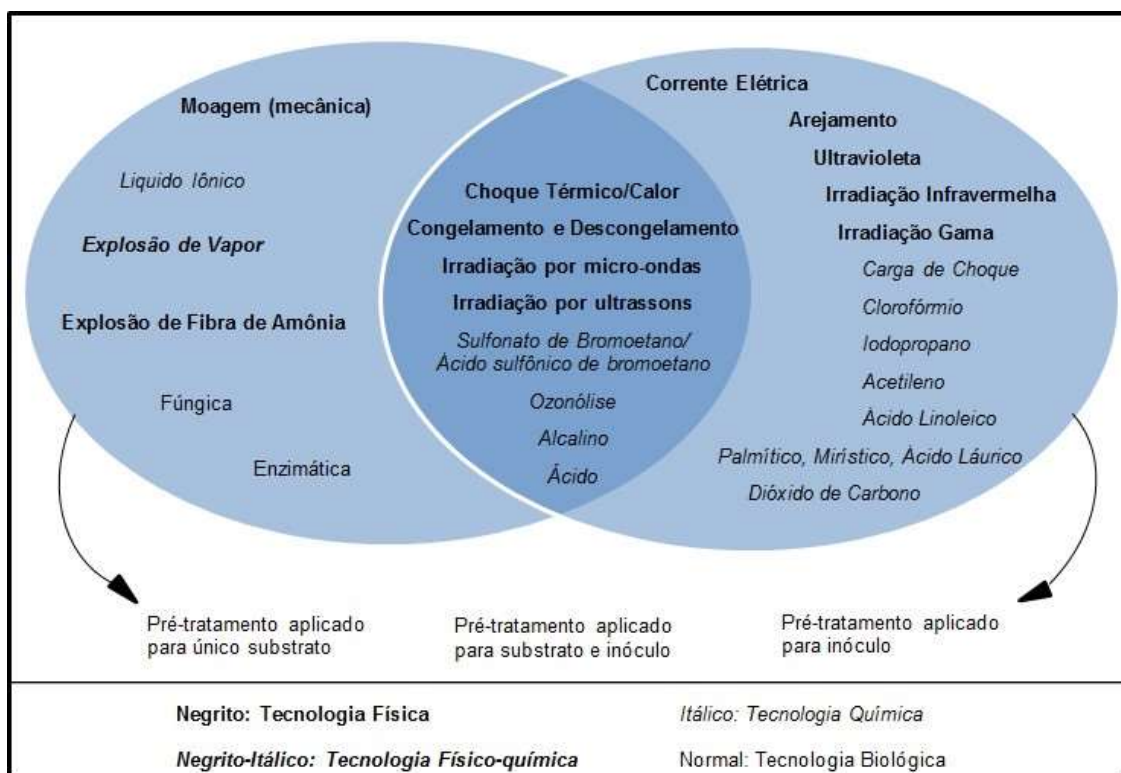 Moagem (mecânica)
Liquido Iônico
Explosão de Vapor
Explosão de Fibra de Amônia
Fúngica
Enzimática
Choque Térmico/Calor
Congelamento e Descongelamento
Irradiação por micro-ondas
Irradiação por ultrassons
Sulfonato de Bromoetano/
Ácido sulfônico de bromoetano
Ozonólise
Alcalino
Ácido
Corrente Elétrica
Arejamento
Ultravioleta
Irradiação Infravermelha
Irradiação Gama
Carga de Choque
Clorofórmio
Iodopropano
Acetileno
Ácido Linoleico
Palmítico, Mirístico, Ácido Láurico
Dióxido de Carbono
Pré-tratamento aplicado
para único substrato
Pré-tratamento aplicado
para substrato e inóculo
Pré-tratamento aplicado
para inóculo
Negrito: Tecnologia Física
Itálico: Tecnologia Química
Negrito-Itálico: Tecnologia Físico-química
Normal: Tecnologia Biológica